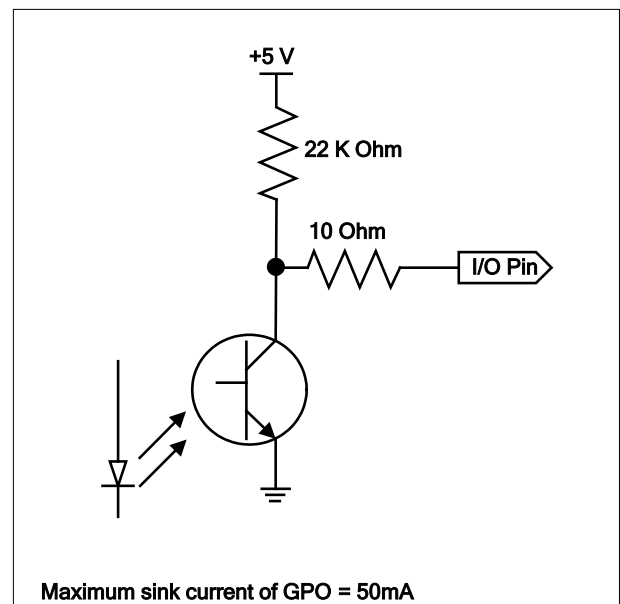 +5 V
22 K Ohm
10 Ohm
I/O Pin
Maximum sink current of GPO = 50mA